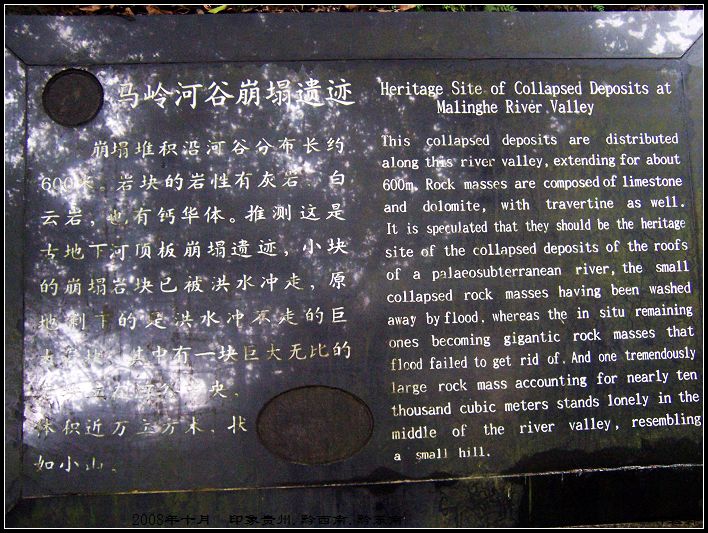 马岭河谷崩塌遗迹
崩塌堆积沿河谷分布长约
600米。岩块的岩性有灰岩、白
云岩，也有钙华体。推测这是
古地下河顶板崩塌遗迹，小块
的崩塌岩块已被洪水冲走，原
地剩下的是洪水冲不走的巨
其中有一块巨大无比的
央，
体积近万立方米，状
如小山。
Heritage Site of Collapsed Deposits at
Malinghe River Valley
This collapsed deposits are distributed
along this river valley, extending for about
600m. Rock masses are composed of limestone
and dolomite, with travertine as well.
It is speculated that they should be the heritage
site of the collapsed deposits of the roofs
of a palaeosubterranean river, the small
collapsed rock masses having been washed
away by flood, whereas the in situ remaining
ones becoming gigantic rock masses that
flood failed to get rid of. And one tremendously
large rock mass accounting for nearly ten
thousand cubic meters stands lonely in the
middle of the river valley, resembling
a small hill.
2008年十月 印象贵州.黔西南.黔东南